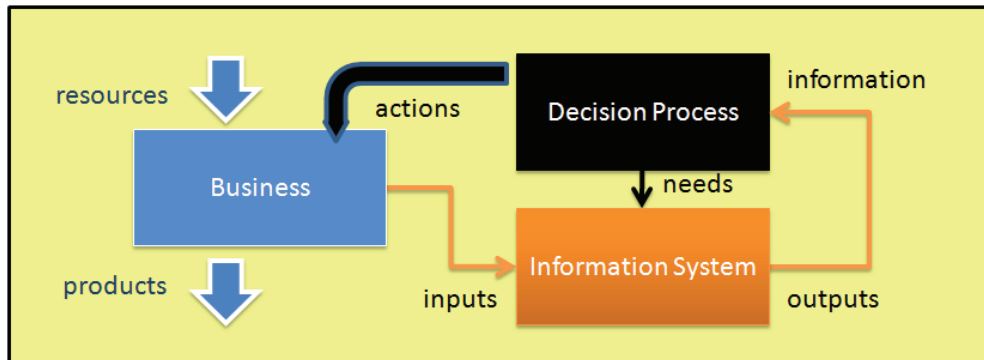 resources
actions
Decision Process
information
Business
needs
products
inputs
Information System
outputs